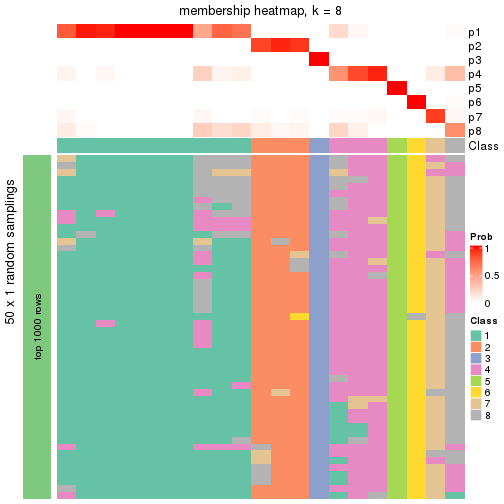 membership heatmap, k = 8
p1
p2
p3
p4
p5
p6
p7
p8
Class
50 x 1 random samplings
top 1000 rows
Prob
1
0.5
0
Class
1
2
3
4
5
6
7
8